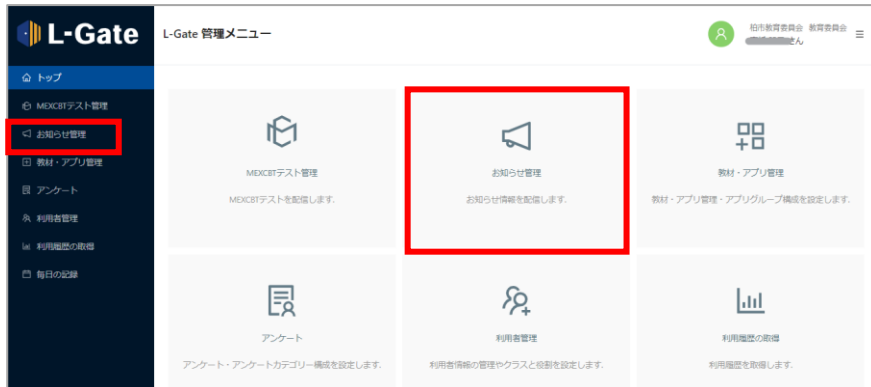 L-Gate
L-Gate 管理メニュー
柏市教育委員会 教育委員会
さん
トップ
MEXCBTテスト管理
お知らせ管理
教材・アプリ管理
アンケート
利用者管理
利用履歴の取得
毎日の記録
MEXCBTテスト管理
MEXCBTテストを配信します.
お知らせ管理
お知らせ情報を配信します.
教材・アプリ管理
教材・アプリ管理・アプリグループ構成を設定します.
アンケート
アンケート・アンケートカテゴリー構成を設定します.
利用者管理
利用者情報の管理やクラスと役割を設定します.
利用履歴の取得
利用履歴を取得します.